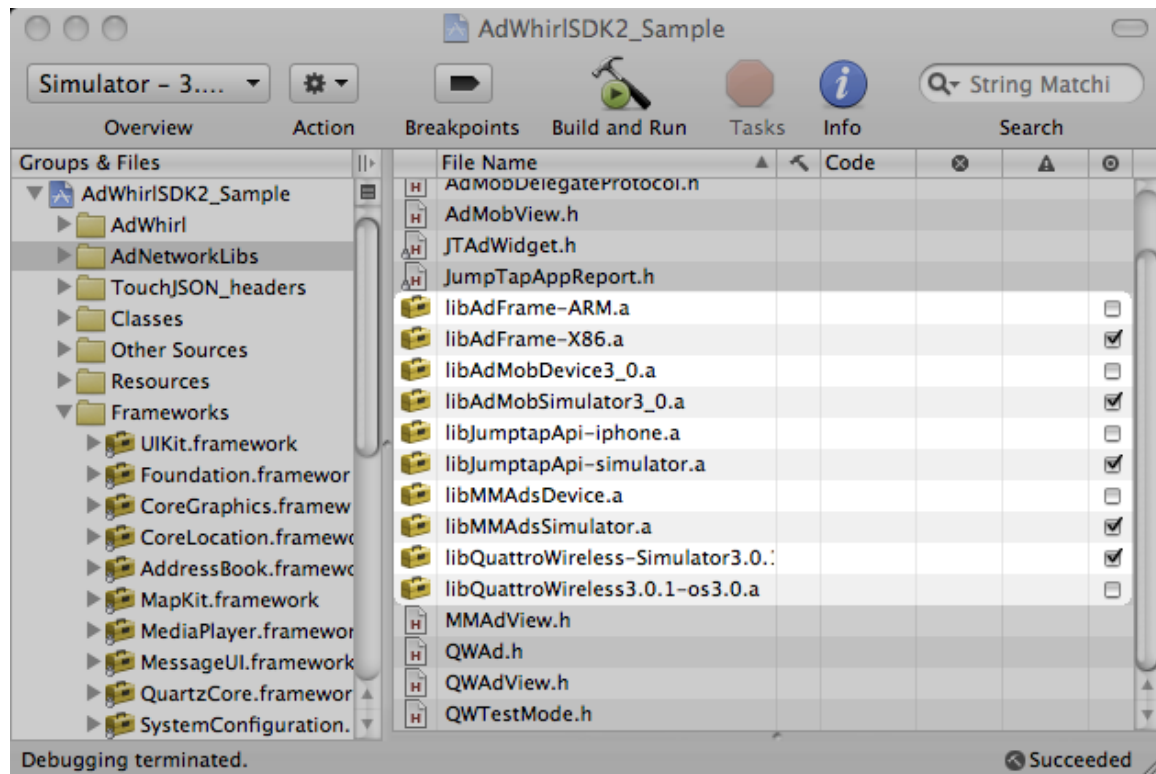 AdWhirlSDK2_Sample
Simulator – 3....
String Matchi
Overview Action Breakpoints Build and Run Tasks Info Search
Groups & Files
AdWhirlSDK2_Sample
AdWhirl
AdNetworkLibs
TouchJSON_headers
Classes
Other Sources
Resources
Frameworks
UIKit.framework
Foundation.framewor
CoreGraphics.framew
CoreLocation.framewo
AddressBook.framewo
MapKit.framework
MediaPlayer.framewor
MessageUI.framework
QuartzCore.framewor
SystemConfiguration.
File Name Code
AdMobDelegateProtocol.h
AdMobView.h
JTAdWidget.h
JumpTapAppReport.h
libAdFrame-ARM.a
libAdFrame-X86.a
libAdMobDevice3_0.a
libAdMobSimulator3_0.a
libJumptapApi-iphone.a
libJumptapApi-simulator.a
libMMAdsDevice.a
libMMAdsSimulator.a
libQuattroWireless-Simulator3.0.
libQuattroWireless3.0.1-os3.0.a
MMAdView.h
QWAd.h
QWAdView.h
QWTestMode.h
Debugging terminated.
Succeeded